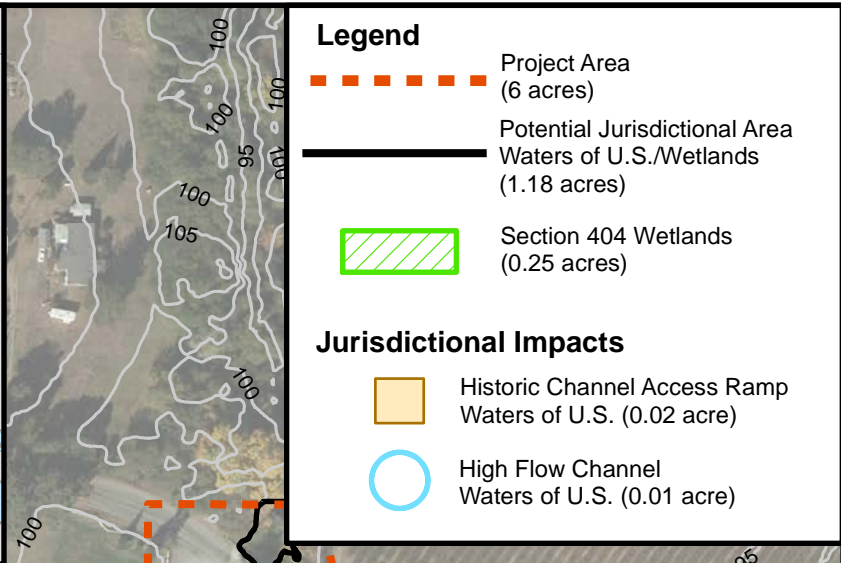 Legend
Project Area
(6 acres)
Potential Jurisdictional Area
Waters of U.S./Wetlands
(1.18 acres)
Section 404 Wetlands
(0.25 acres)
Jurisdictional Impacts
Historic Channel Access Ramp
Waters of U.S. (0.02 acre)
High Flow Channel
Waters of U.S. (0.01 acre)
100
100
100
95
100
100
105
100
100
95